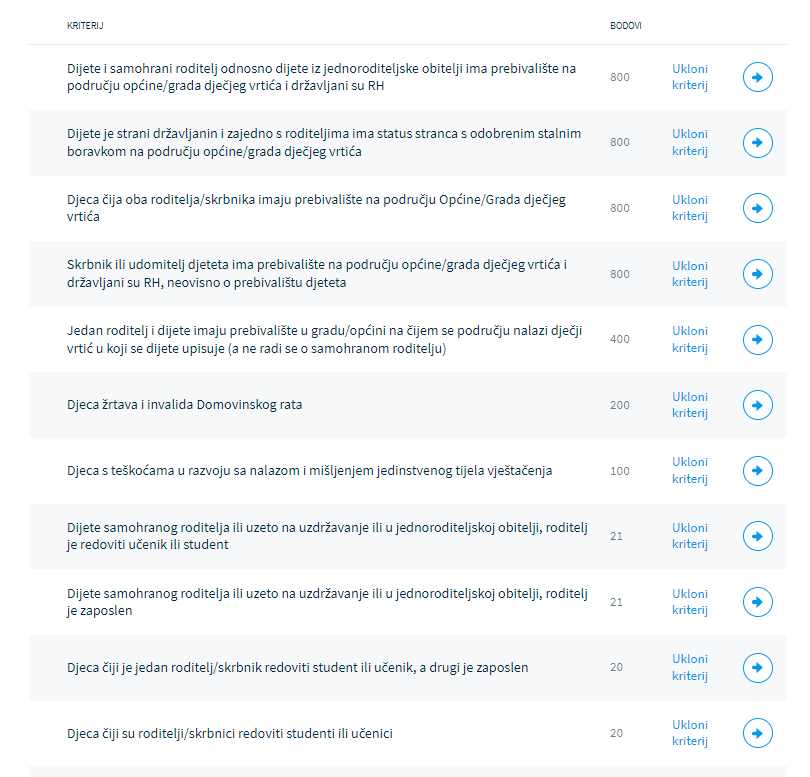 KRITERIJ BODOVI
Dijete i samohrani roditelj odnosno dijete iz jednoroditeljske obitelji ima prebivalište na
području općine/grada dječjeg vrtića i državljani su RH
800
Ukloni
kriterij
Dijete je strani državljanin i zajedno s roditeljima ima status stranca s odobrenim stalnim
boravkom na području općine/grada dječjeg vrtića
800
Ukloni
kriterij
Djeca čija oba roditelja/skrbnika imaju prebivalište na području Općine/Grada dječjeg
vrtića
800
Ukloni
kriterij
Skrbnik ili udomitelj djeteta ima prebivalište na području općine/grada dječjeg vrtića i
državljani su RH, neovisno o prebivalištu djeteta
800
Ukloni
kriterij
Jedan roditelj i dijete imaju prebivalište u gradu/općini na čijem se području nalazi dječji
vrtić u koji se dijete upisuje (a ne radi se o samohranom roditelju)
400
Ukloni
kriterij
Djeca žrtava i invalida Domovinskog rata
200
Ukloni
kriterij
Djeca s teškoćama u razvoju sa nalazom i mišljenjem jedinstvenog tijela vještačenja
100
Ukloni
kriterij
Dijete samohranog roditelja ili uzeto na uzdržavanje ili u jednoroditeljskoj obitelji, roditelj
je redoviti učenik ili student
21
Ukloni
kriterij
Dijete samohranog roditelja ili uzeto na uzdržavanje ili u jednoroditeljskoj obitelji, roditelj
je zaposlen
21
Ukloni
kriterij
Djeca čiji je jedan roditelj/skrbnik redoviti student ili učenik, a drugi je zaposlen
20
Ukloni
kriterij
Djeca čiji su roditelji/skrbnici redoviti studenti ili učenici
20
Ukloni
kriterij